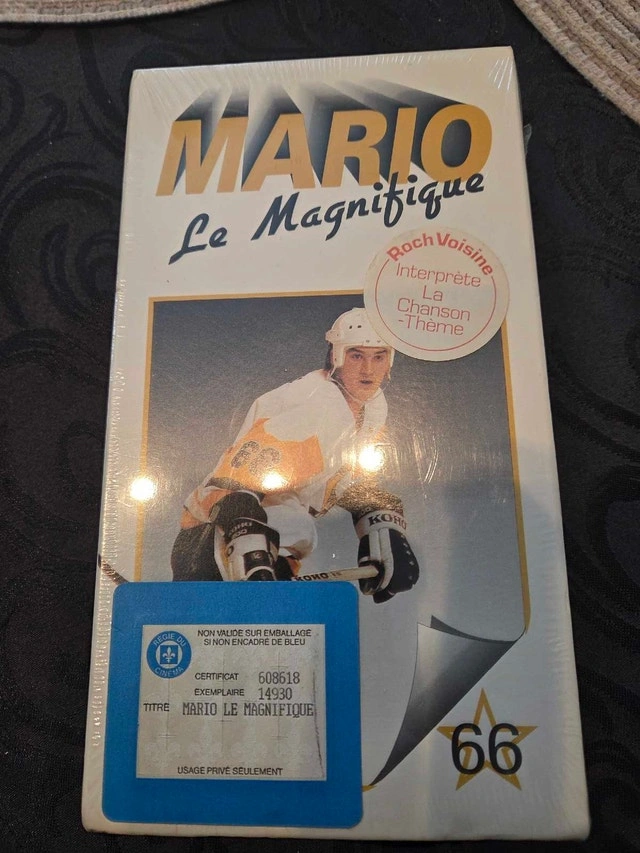 MARIO
Le Magnifique
Roch Voisine
Interprète
La
Chanson
-Thème
66
KOHO
KOHO
NON VALIDE SUR EMBALLAGE
SI NON ENCADRÉ DE BLEU
RÉGIE DU
CINÉMA
CERTIFICAT 608618
EXEMPLAIRE 14930
TITRE MARIO LE MAGNIFIQUE
USAGE PRIVÉ SEULEMENT
66